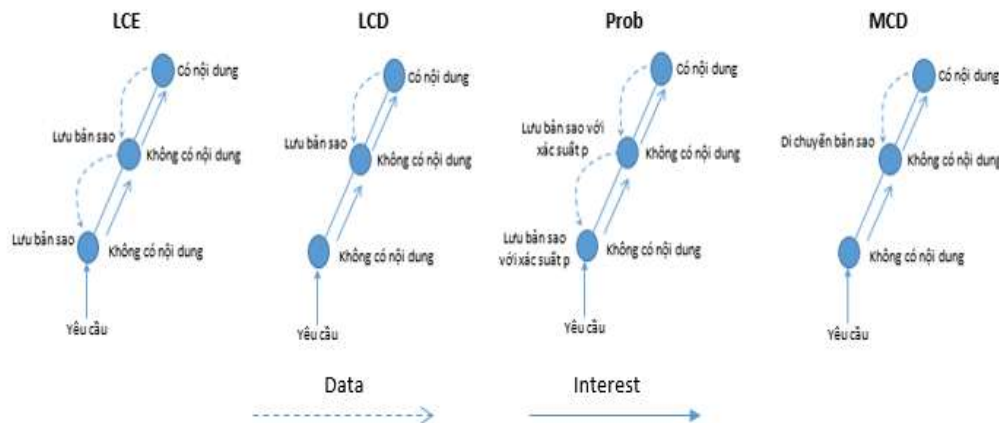 LCE
LCD
Prob
MCD
Có nội dung
Lưu bản sao
Không có nội dung
Lưu bản sao
Không có nội dung
Yêu cầu
Có nội dung
Lưu bản sao
Không có nội dung
Không có nội dung
Yêu cầu
Có nội dung
Lưu bản sao với
xác suất p
Không có nội dung
Lưu bản sao
với xác suất p
Không có nội dung
Yêu cầu
Có nội dung
Di chuyển bản sao
Không có nội dung
Không có nội dung
Yêu cầu
Data
Interest